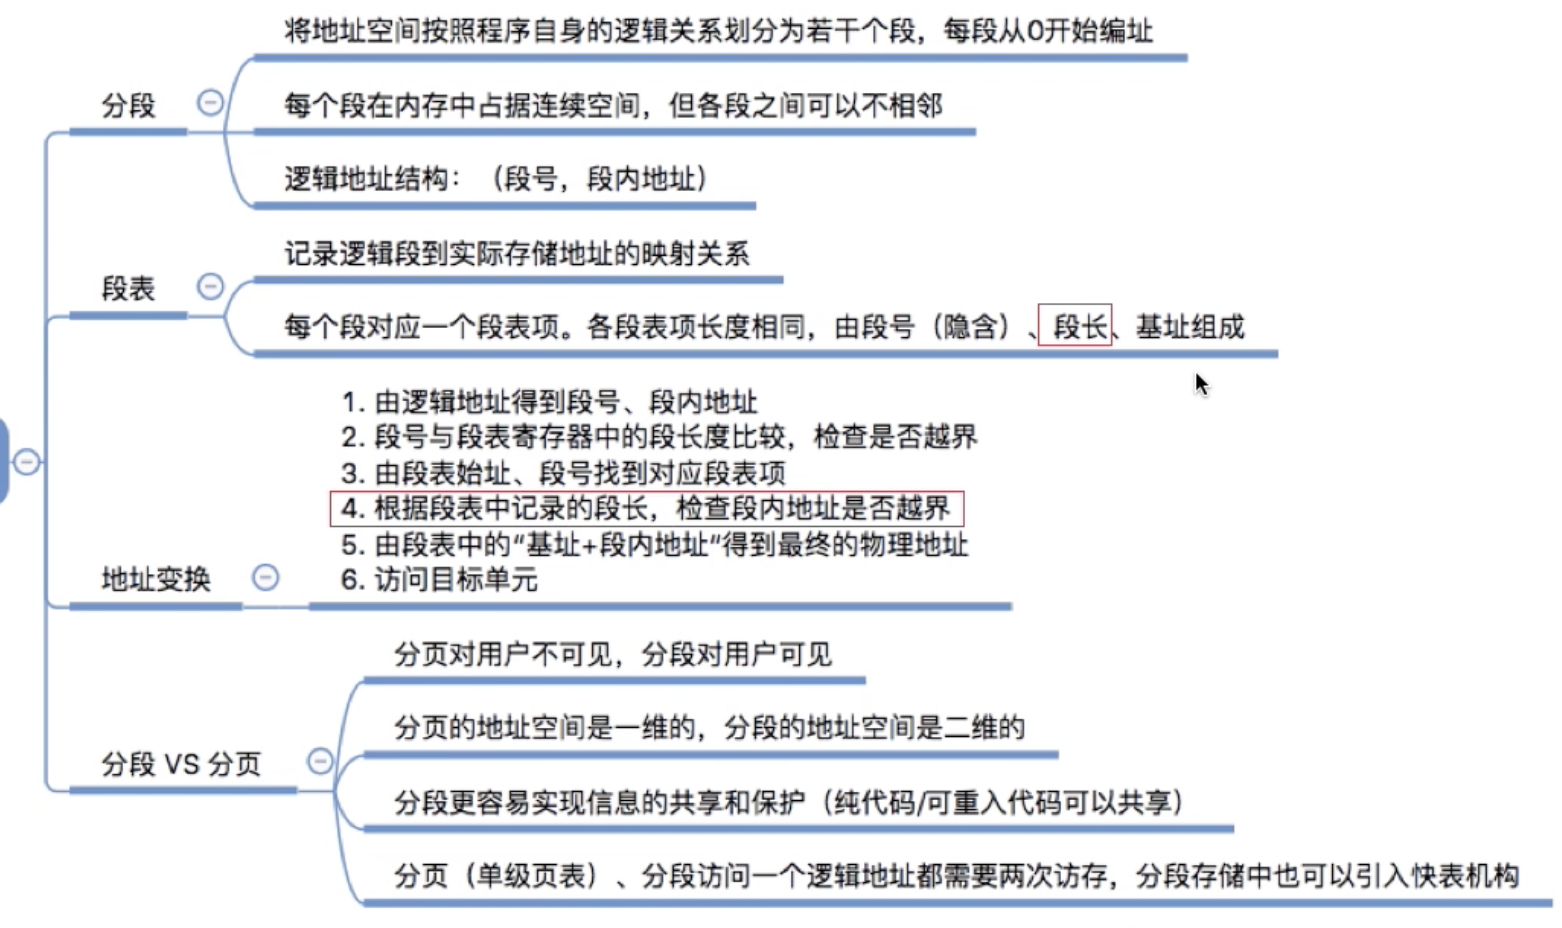 分段
将地址空间按照程序自身的逻辑关系划分为若干个段，每段从0开始编址
每个段在内存中占据连续空间，但各段之间可以不相邻
逻辑地址结构：（段号，段内地址）
段表
记录逻辑段到实际存储地址的映射关系
每个段对应一个段表项。各段表项长度相同，由段号（隐含）、段长、基址组成
地址变换
1. 由逻辑地址得到段号、段内地址
2. 段号与段表寄存器中的段长度比较，检查是否越界
3. 由段表始址、段号找到对应段表项
4. 根据段表中记录的段长，检查段内地址是否越界
5. 由段表中的“基址+段内地址”得到最终的物理地址
6. 访问目标单元
分段 VS 分页
分页对用户不可见，分段对用户可见
分页的地址空间是一维的，分段的地址空间是二维的
分段更容易实现信息的共享和保护（纯代码/可重入代码可以共享）
分页（单级页表）、分段访问一个逻辑地址都需要两次访存，分段存储中也可以引入快表机构